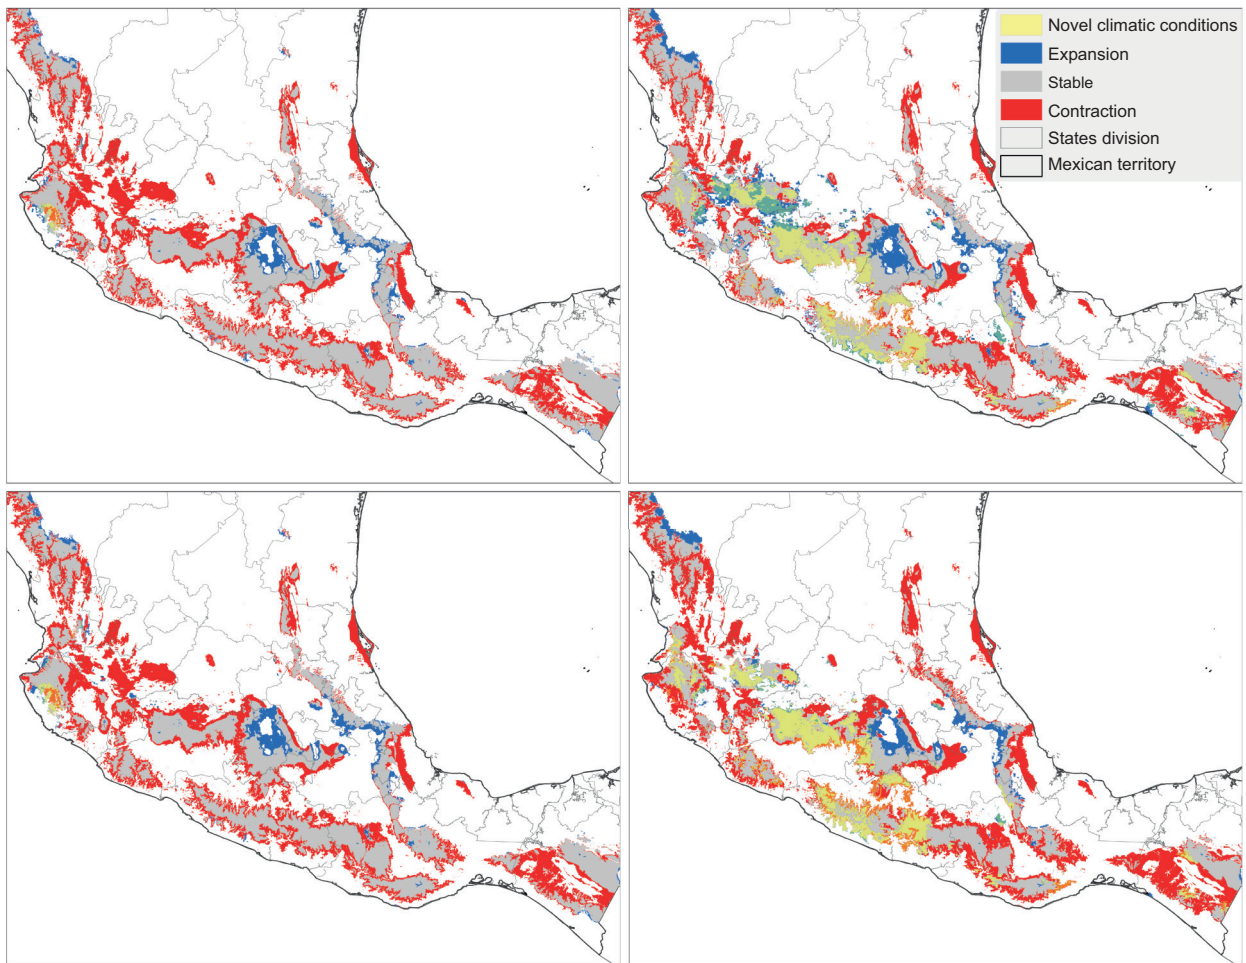 Novel climatic conditions
Expansion
Stable
Contraction
States division
Mexican territory